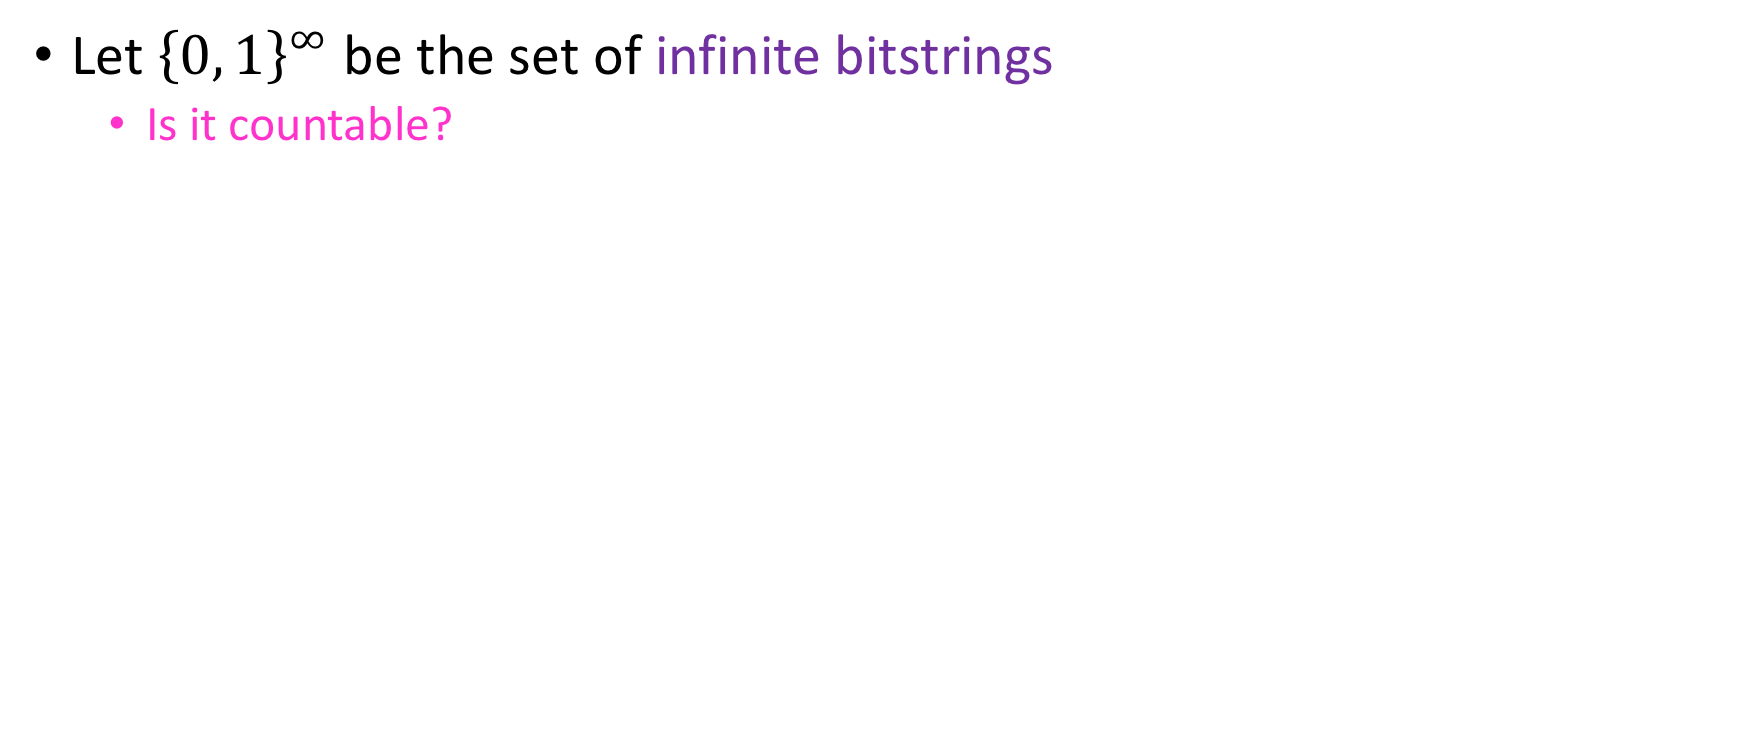 • Let {0, 1}^∞ be the set of infinite bitstrings
• Is it countable?